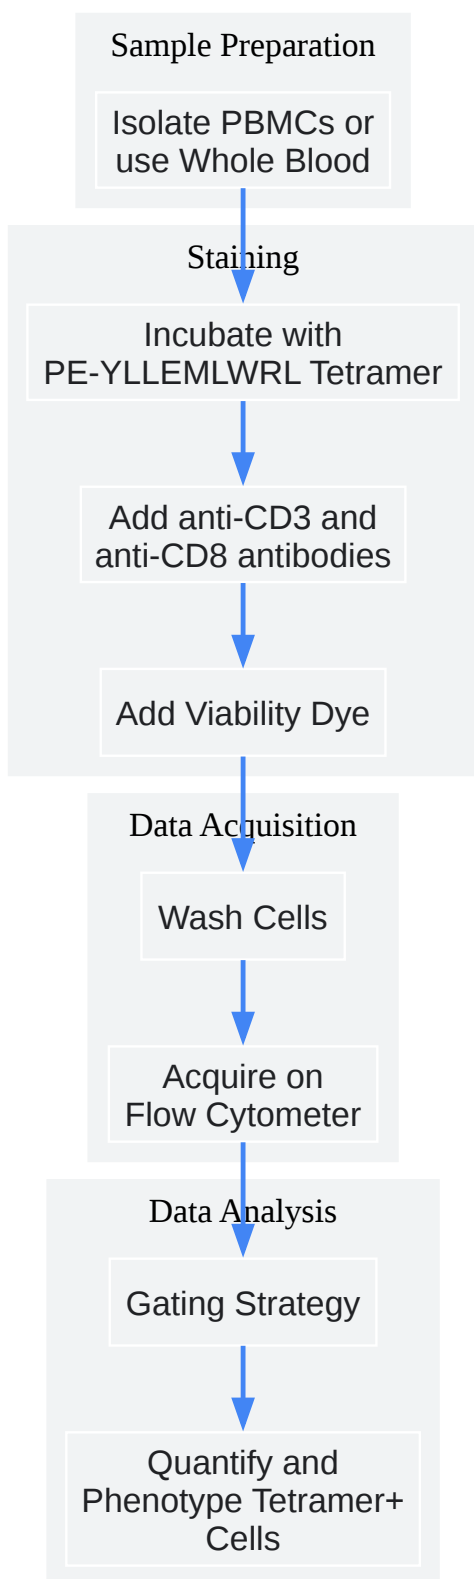 Sample Preparation
Isolate PBMCs or
use Whole Blood
Staining
Incubate with
PE-YLLEMLWRL Tetramer
Add anti-CD3 and
anti-CD8 antibodies
Add Viability Dye
Data Acquisition
Wash Cells
Acquire on
Flow Cytometer
Data Analysis
Gating Strategy
Quantify and
Phenotype Tetramer+
Cells